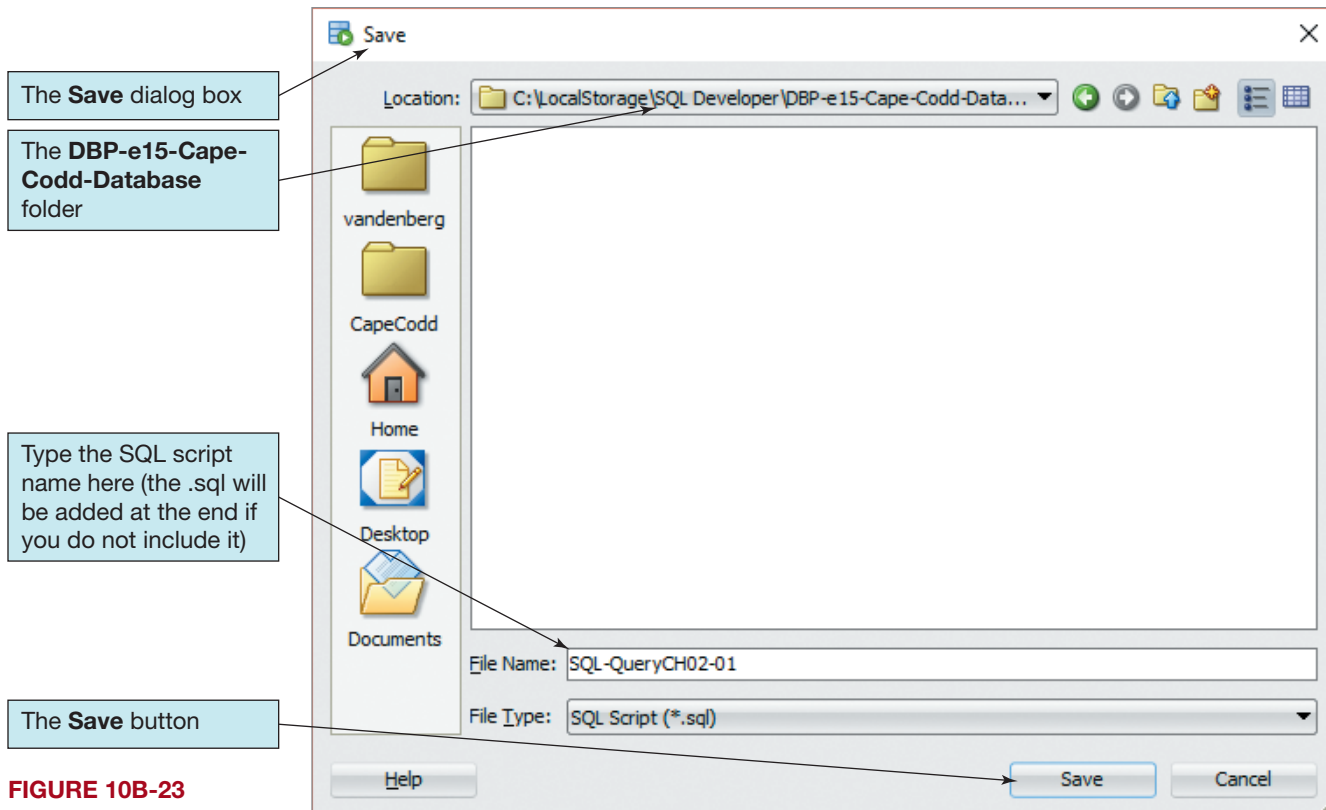 Save
The Save dialog box
Location: C:\LocalStorage\SQL Developer\DBP-e15-Cape-Codd-Data...
The DBP-e15-Cape-
Codd-Database
folder
vandenberg
CapeCodd
Home
Type the SQL script
name here (the .sql will
be added at the end if
you do not include it)
Desktop
Documents
File Name: SQL-QueryCH02-01
The Save button
File Type: SQL Script (*.sql)
FIGURE 10B-23
Help
Save
Cancel